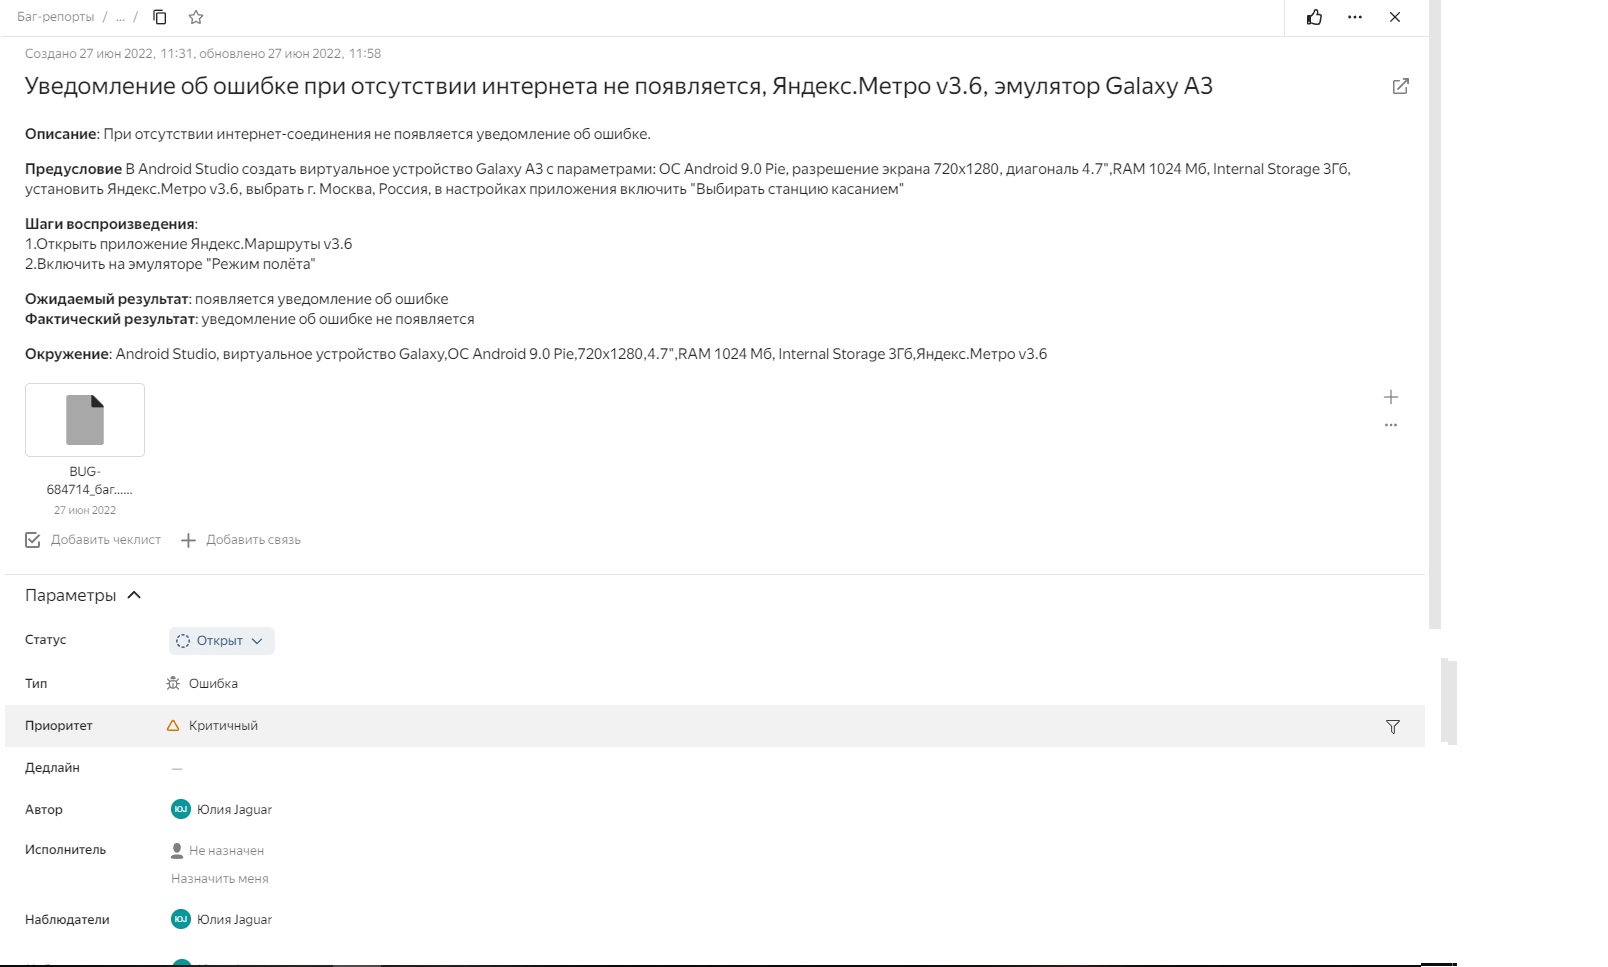 Баг-репорты / ... /
Создано 27 июн 2022, 11:31, обновлено 27 июн 2022, 11:58
Уведомление об ошибке при отсутствии интернета не появляется, Яндекс.Метро v3.6, эмулятор Galaxy A3
Описание: При отсутствии интернет-соединения не появляется уведомление об ошибке.
Предусловие В Android Studio создать виртуальное устройство Galaxy A3 с параметрами: ОС Android 9.0 Pie, разрешение экрана 720x1280, диагональ 4.7",RAM 1024 Мб, Internal Storage 3Гб,
установить Яндекс.Метро v3.6, выбрать г. Москва, Россия, в настройках приложения включить "Выбирать станцию касанием"
Шаги воспроизведения:
1.Открыть приложение Яндекс.Маршруты v3.6
2.Включить на эмуляторе "Режим полёта"
Ожидаемый результат: появляется уведомление об ошибке
Фактический результат: уведомление об ошибке не появляется
Окружение: Android Studio, виртуальное устройство Galaxy,ОС Android 9.0 Pie,720x1280,4.7",RAM 1024 Мб, Internal Storage 3Гб,Яндекс.Метро v3.6
BUG-
684714_баг......
27 июн 2022
Добавить чеклист Добавить связь
Параметры
Статус Открыт
Тип Ошибка
Приоритет Критичный
Дедлайн —
Автор ЮJ Юлия Jaguar
Исполнитель Не назначен
Назначить меня
Наблюдатели ЮJ Юлия Jaguar